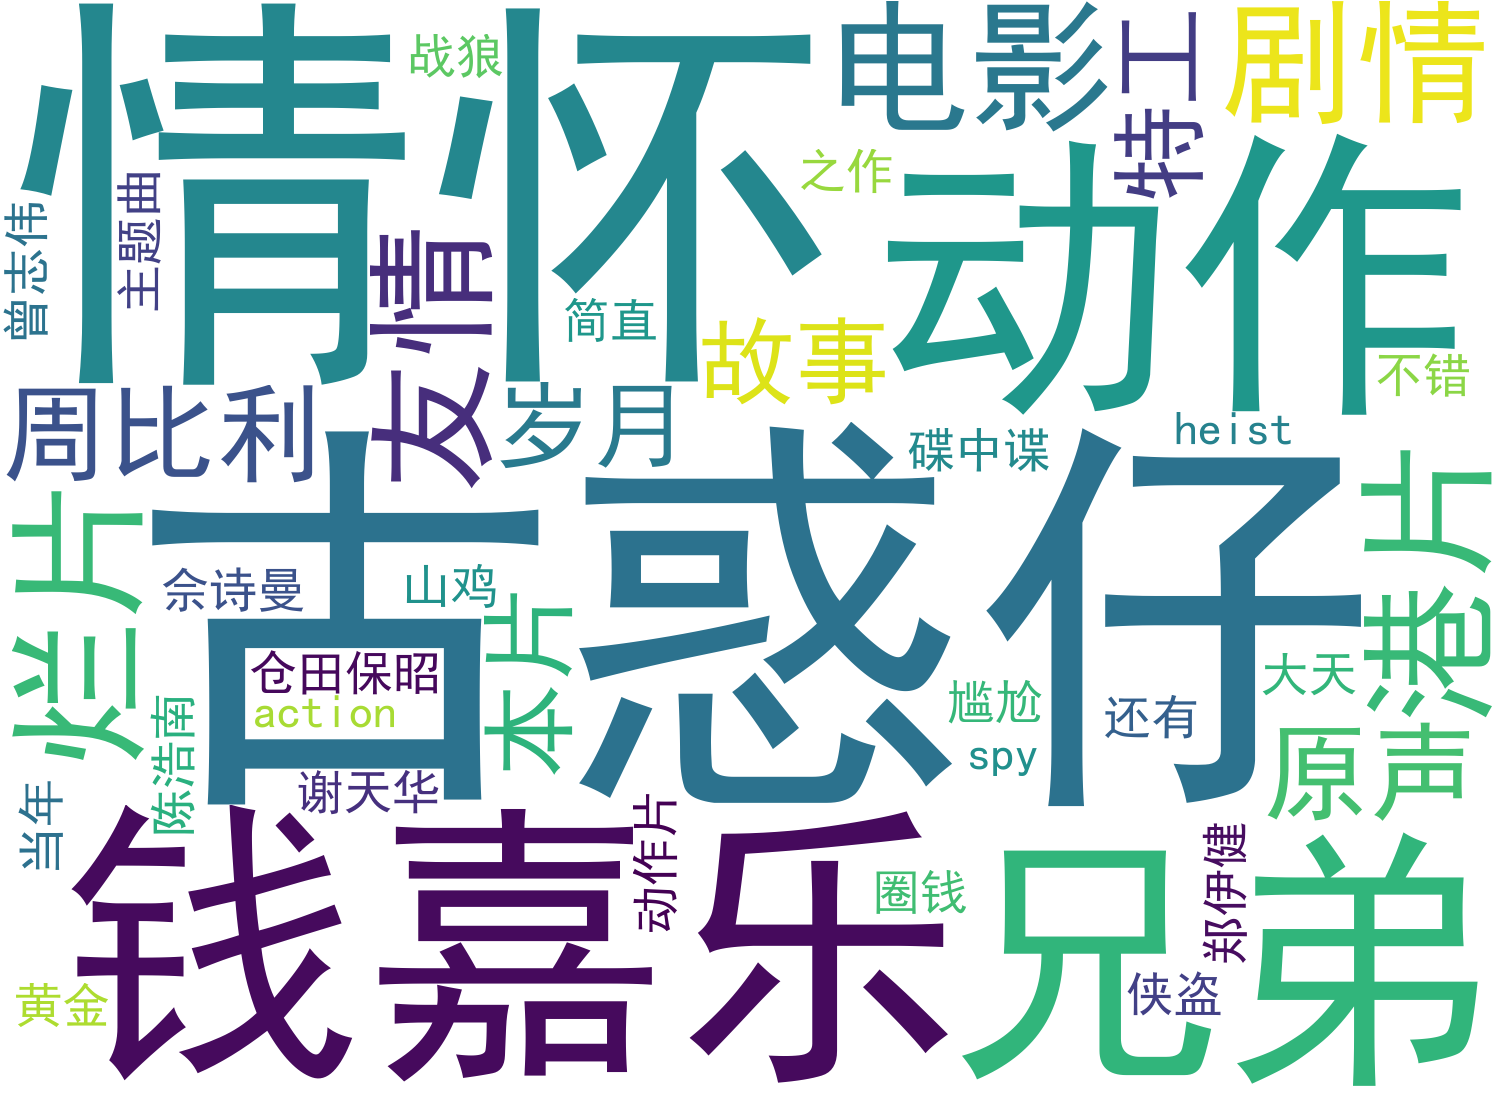 情怀
战狼
电影
特工
剧情
之作
动作
曾志伟
主题曲
友情
简直
故事
不错
周比利
岁月
碟中谍
heist
古惑仔
烂片
港片
佘诗曼
山鸡
本片
仓田保昭
action
尴尬
spy
还有
大天
陈浩南
谢天华
原声
当年
钱嘉乐
动作片
圈钱
兄弟
郑伊健
侠盗
黄金